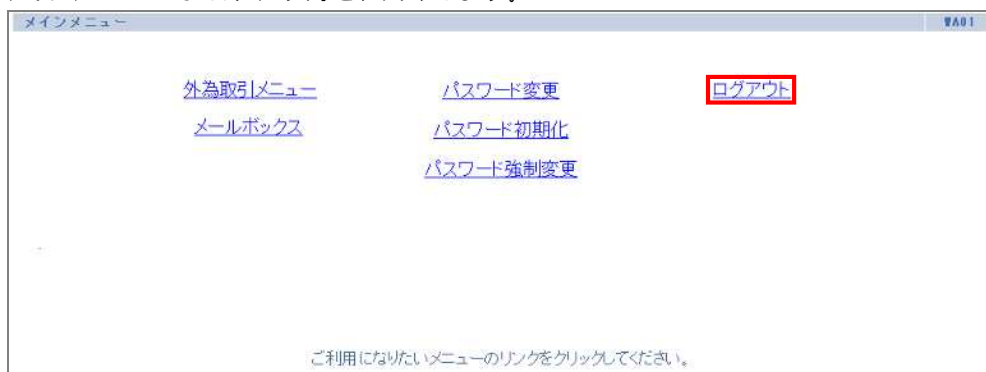 メインメニュー WA01
外為取引メニュー パスワード変更 ログアウト
メールボックス パスワード初期化
パスワード強制変更
ご利用になりたいメニューのリンクをクリックしてください。